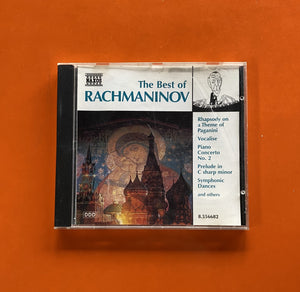 NAXOS
The Best of
RACHMANINOV
Rhapsody on
a Theme of
Paganini
Vocalise
Piano
Concerto
No. 2
Prelude in
C sharp minor
Symphonic
Dances
and others
DDD
8.556682